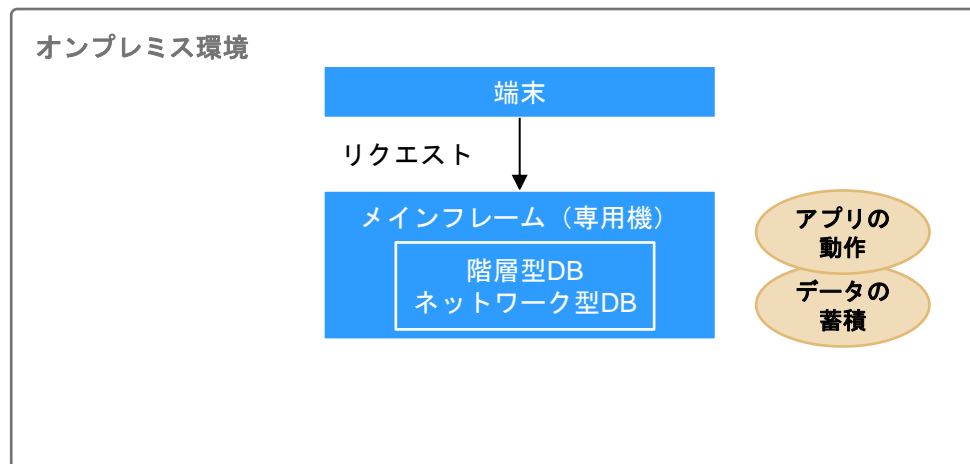 オンプレミス環境
端末
リクエスト
メインフレーム（専用機）
階層型DB
ネットワーク型DB
アプリの
動作
データの
蓄積